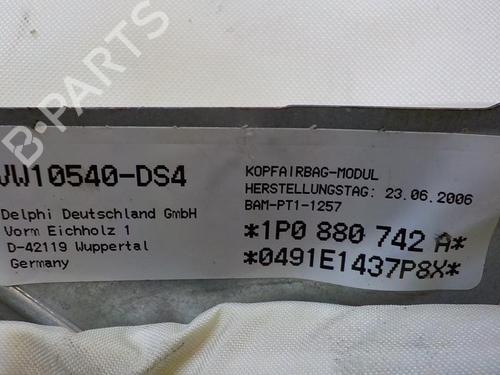 B-PARTS
VW10540-DS4
Delphi Deutschland GmbH
Vorm Eichholz 1
D-42119 Wuppertal
Germany
KOPFAIRBAG-MODUL
HERSTELLUNGSTAG: 23.06.2006
BAM-PT1-1257
*1P0 880 742 A*
*0491E1437P8X*